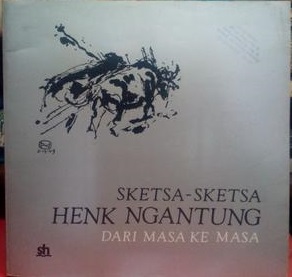 SKETSA-SKETSA
HENK NGANTUNG
DARI MASA KE MASA
sh